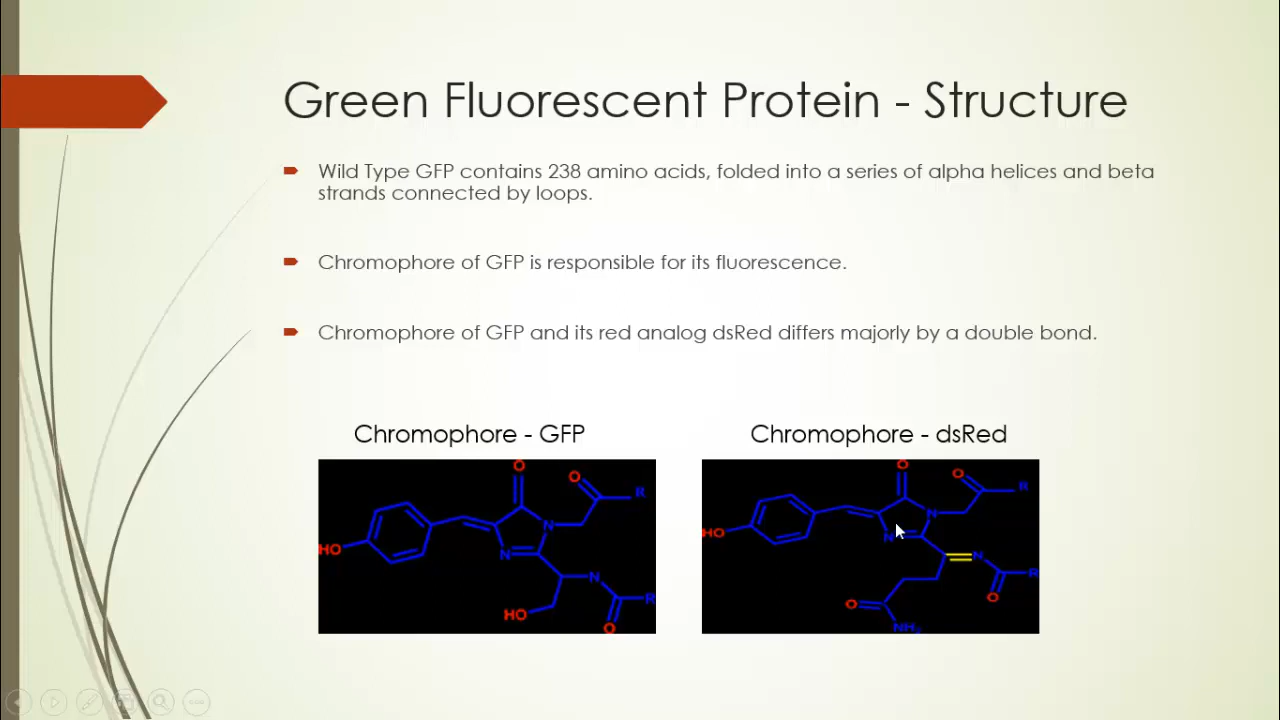 Green Fluorescent Protein - Structure
Wild Type GFP contains 238 amino acids, folded into a series of alpha helices and beta
strands connected by loops.
Chromophore of GFP is responsible for its fluorescence.
Chromophore of GFP and its red analog dsRed differs majorly by a double bond.
Chromophore - GFP
Chromophore - dsRed
O
O
R
HO
N
N
N
HO
R
O
O
O
R
HO
N
N
N
R
O
O
NH₂